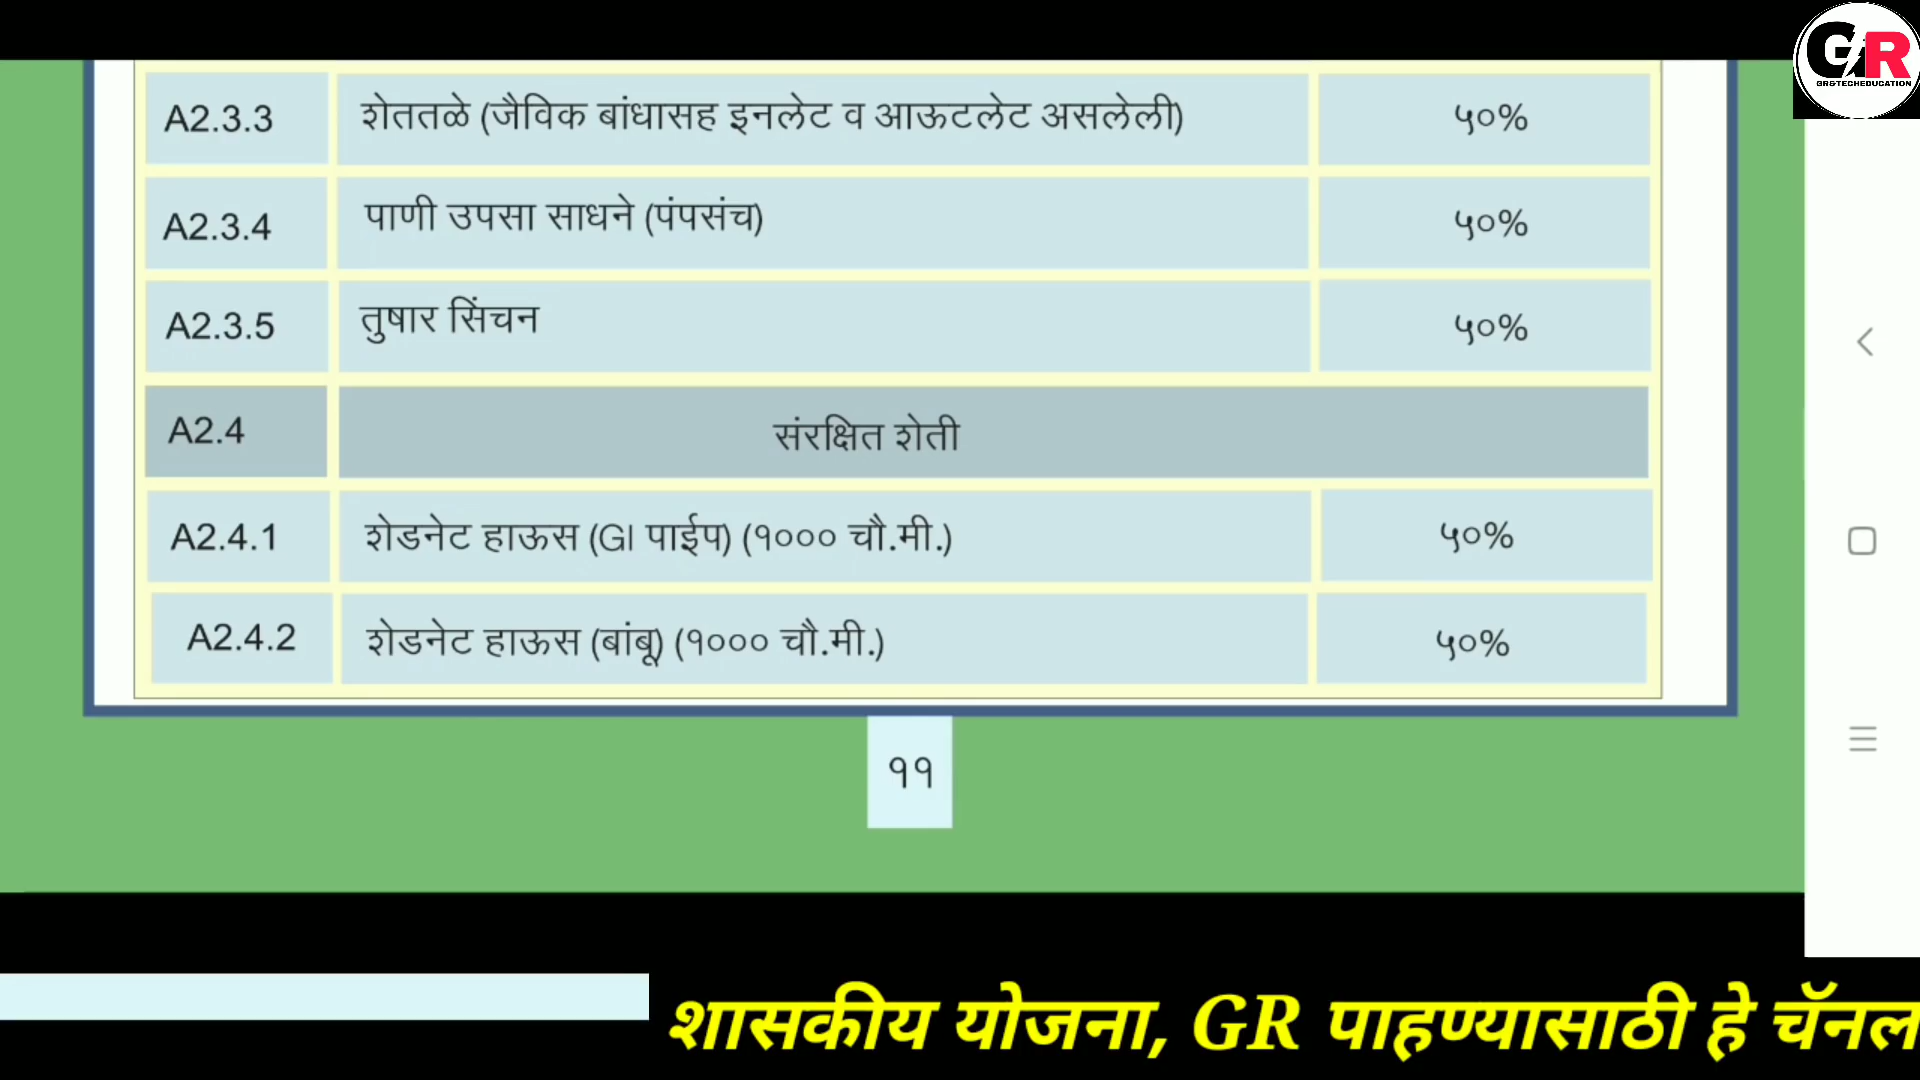 GR
GR&TECHEDUCATION
A2.3.3 शेततळे (जैविक बांधासह इनलेट व आऊटलेट असलेली) ५०%
A2.3.4 पाणी उपसा साधने (पंपसंच) ५०%
A2.3.5 तुषार सिंचन ५०%
A2.4 संरक्षित शेती
A2.4.1 शेडनेट हाऊस (GI पाईप) (१००० चौ.मी.) ५०%
A2.4.2 शेडनेट हाऊस (बांबू) (१००० चौ.मी.) ५०%
११
शासकीय योजना, GR पाहण्यासाठी हे चॅनल